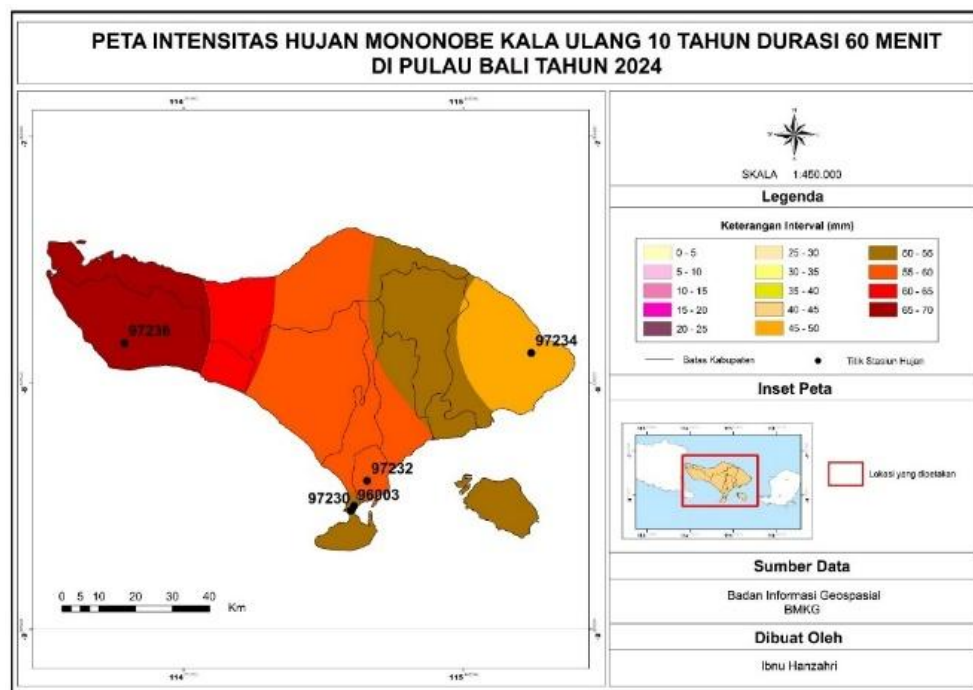 PETA INTENSITAS HUJAN MONONOBE KALA ULANG 10 TAHUN DURASI 60 MENIT
DI PULAU BALI TAHUN 2024
114
115
97236
97234
97232
97230
96003
0 5 10 20 30 40
Km
114
115
SKALA 1:450.000
Legenda
Keterangan Interval (mm)
0 - 5
25 - 30
50 - 55
5 - 10
30 - 35
55 - 60
10 - 15
35 - 40
60 - 65
15 - 20
40 - 45
65 - 70
20 - 25
45 - 50
Batas Kabupaten
Titik Stasiun Hujan
Inset Peta
Lokasi yang dipetakan
Sumber Data
Badan Informasi Geospasial
BMKG
Dibuat Oleh
Ibnu Hanzahri